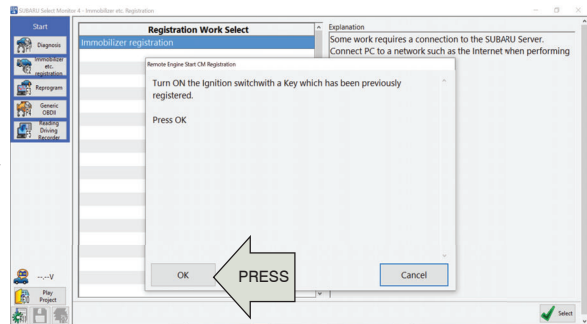 SUBARU Select Monitor 4 - Immobilizer etc. Registration
Start
Diagnosis
Immobilizer
etc.
registration
Reprogram
Generic
OBDII
Reading
Driving
Recorder
--.--V
Play
Project
Registration Work Select
Immobilizer registration
Explanation
Some work requires a connection to the SUBARU Server.
Connect PC to a network such as the Internet when performing
Remote Engine Start CM Registration
Turn ON the Ignition switchwith a Key which has been previously
registered.
Press OK
OK
PRESS
Cancel
Select